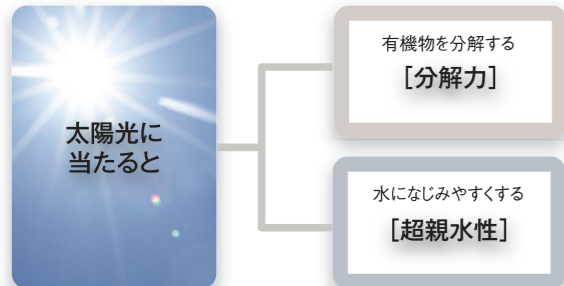 太陽光に
当たると
有機物を分解する
［分解力］
水になじみやすくする
［超親水性］